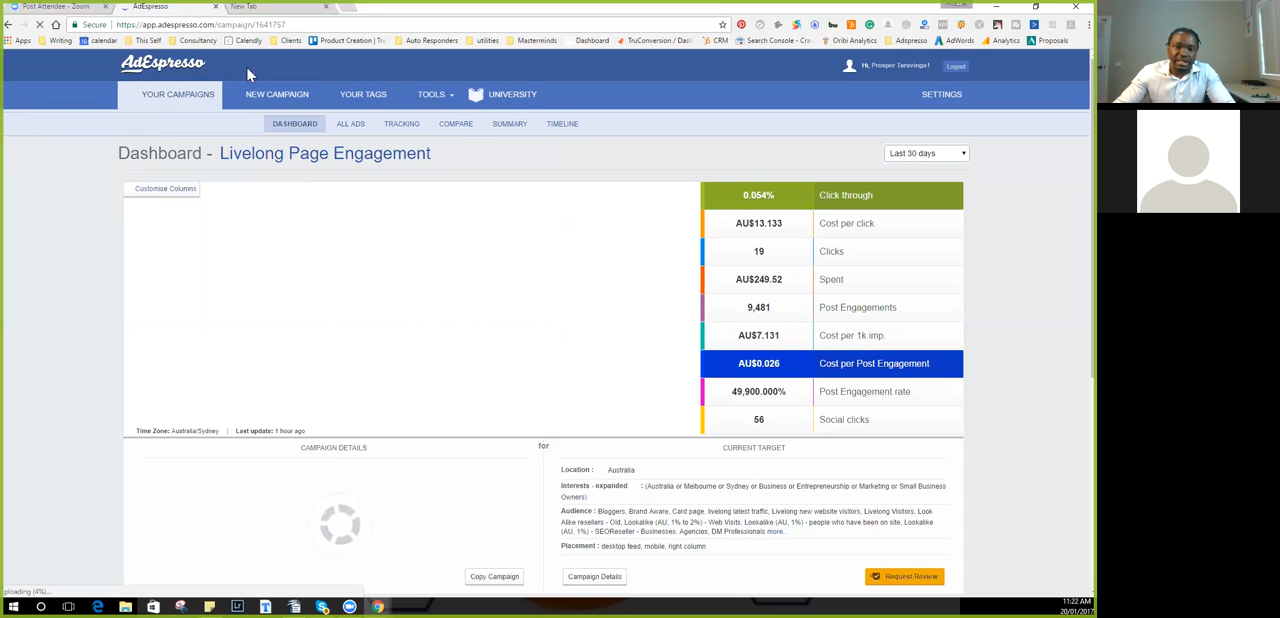 Post Attendee - Zoom
AdEspresso
New Tab
Secure
https://app.adespresso.com/campaign/1641757
Apps
Writing
calendar
This Self
Consultancy
Calendly
Clients
Product Creation | Tr
Auto Responders
utilities
Masterminds
Dashboard
TruConversion / Dash
CRM
Search Console - Cra
Oribi Analytics
Adspresso
AdWords
Analytics
Proposals
AdEspresso
Hi, Prosper Taruvinga!
Logout
YOUR CAMPAIGNS
NEW CAMPAIGN
YOUR TAGS
TOOLS
UNIVERSITY
SETTINGS
DASHBOARD
ALL ADS
TRACKING
COMPARE
SUMMARY
TIMELINE
Dashboard - Livelong Page Engagement
Last 30 days
Customise Columns
0.054% Click through
AU$13.133 Cost per click
19 Clicks
AU$249.52 Spent
9,481 Post Engagements
AU$7.131 Cost per 1k imp.
AU$0.026 Cost per Post Engagement
49,900.000% Post Engagement rate
56 Social clicks
Time Zone: Australia/Sydney | Last update: 1 hour ago
CAMPAIGN DETAILS
for
CURRENT TARGET
Location : Australia
Interests - expanded : (Australia or Melbourne or Sydney or Business or Entrepreneurship or Marketing or Small Business
Owners)
Audience : Bloggers, Brand Aware, Card page, livelong latest traffic, Livelong new website visitors, Livelong Visitors, Look
Alike resellers - Old, Lookalike (AU, 1% to 2%) - Web Visits, Lookalike (AU, 1%) - people who have been on site, Lookalike
(AU, 1%) - SEOReseller - Businesses, Agencies, DM Professionals more...
Placement : desktop feed, mobile, right column
Copy Campaign
Campaign Details
Request Review
uploading (4%)...
11:22 AM
20/01/2017